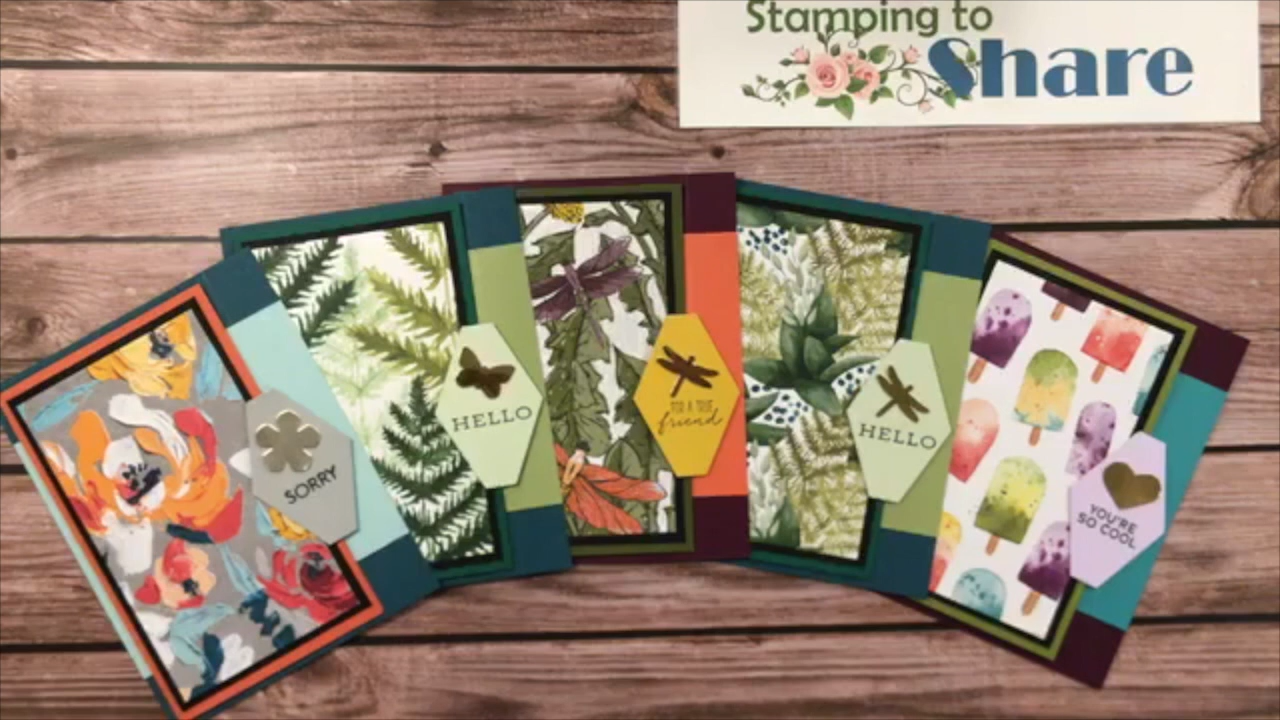 Stamping to
Share
SORRY
HELLO
FOR A TRUE
friend
HELLO
YOU'RE
SO COOL